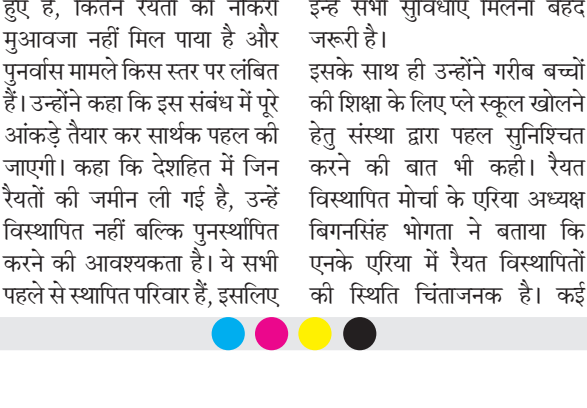 हुए हैं, कितने रैयतों को नौकरी
मुआवजा नहीं मिल पाया है और
पुनर्वास मामले किस स्तर पर लंबित
हैं। उन्होंने कहा कि इस संबंध में पूरे
आंकड़े तैयार कर सार्थक पहल की
जाएगी। कहा कि देशहित में जिन
रैयतों की जमीन ली गई है, उन्हें
विस्थापित नहीं बल्कि पुनर्स्थापित
करने की आवश्यकता है। ये सभी
पहले से स्थापित परिवार हैं, इसलिए
इन्हें सभी सुविधाएं मिलना बेहद
जरूरी है।
इसके साथ ही उन्होंने गरीब बच्चों
की शिक्षा के लिए प्ले स्कूल खोलने
हेतु संस्था द्वारा पहल सुनिश्चित
करने की बात भी कही। रैयत
विस्थापित मोर्चा के एरिया अध्यक्ष
बिगनसिंह भोगता ने बताया कि
एनके एरिया में रैयत विस्थापितों
की स्थिति चिंताजनक है। कई